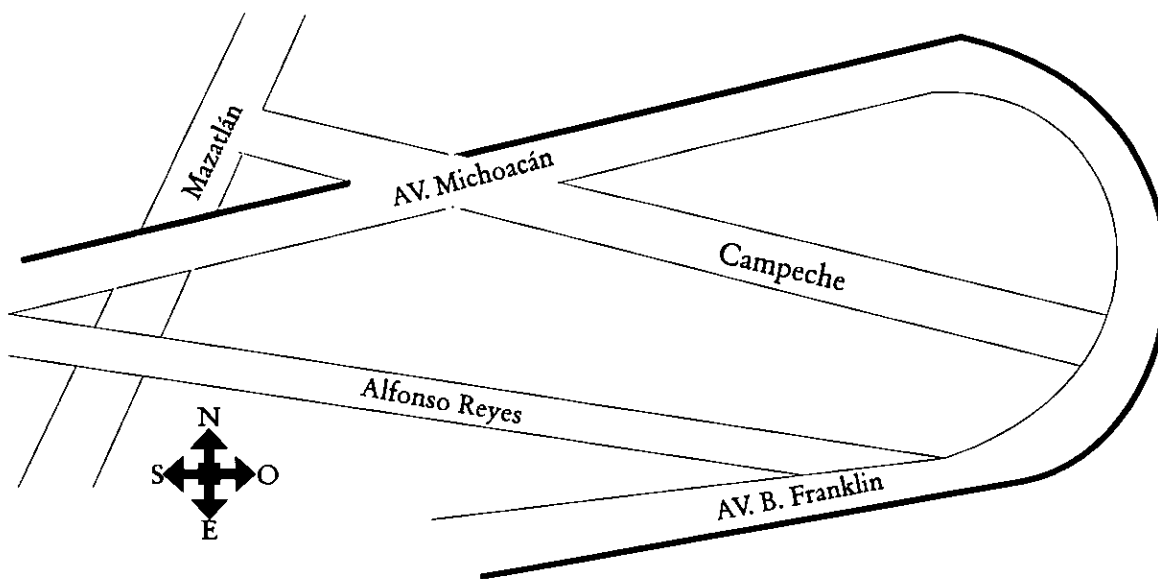 Mazatlán
AV. Michoacán
Campeche
Alfonso Reyes
N
S O
E
AV. B. Franklin